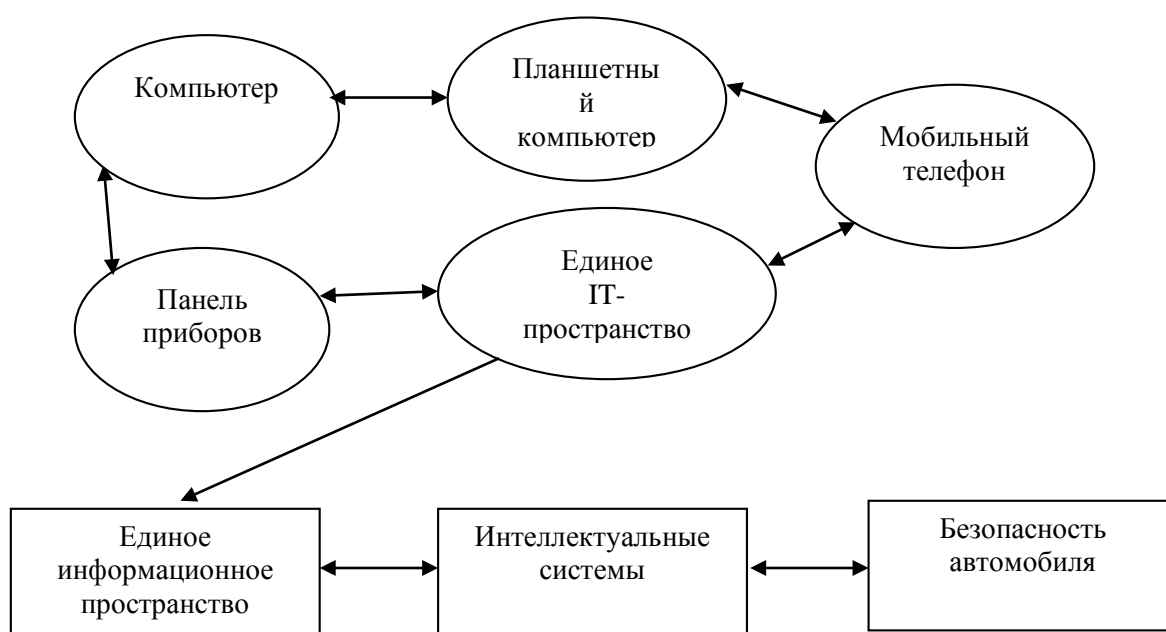 Компьютер
Планшетны
й
компьютер
Мобильный
телефон
Панель
приборов
Единое
IT-
пространство
Единое
информационное
пространство
Интеллектуальные
системы
Безопасность
автомобиля